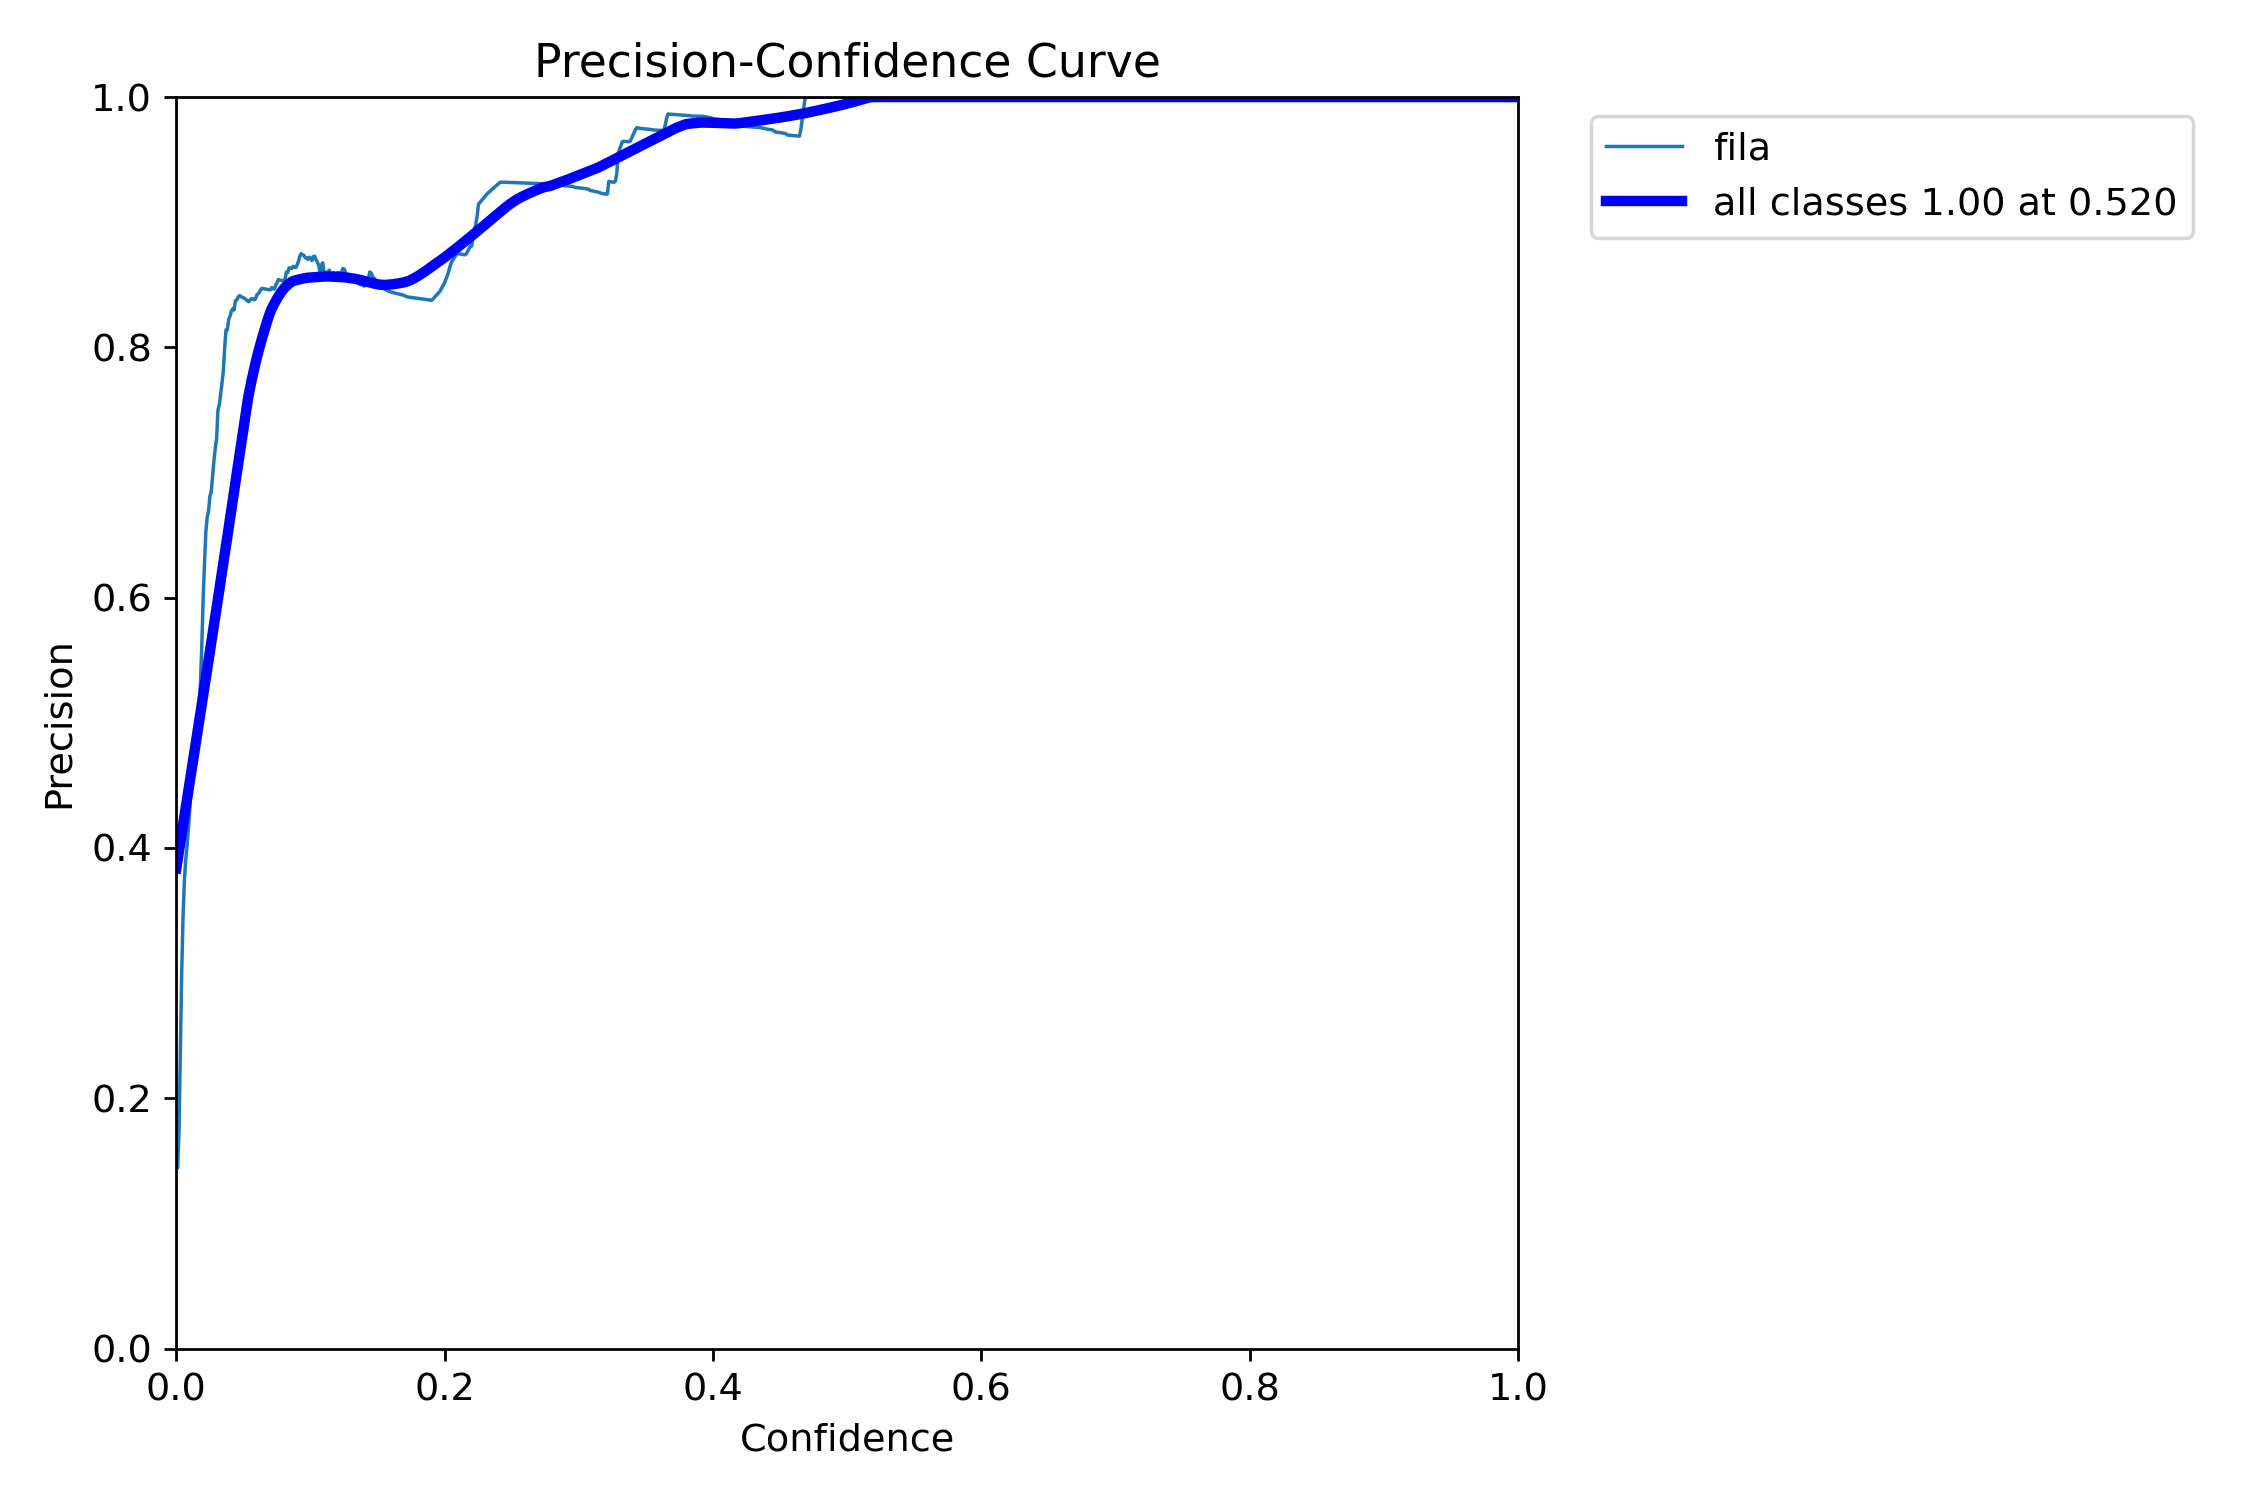 Precision-Confidence Curve
1.0
0.8
0.6
0.4
0.2
0.0
Precision
0.0 0.2 0.4 0.6 0.8 1.0
Confidence
fila
all classes 1.00 at 0.520